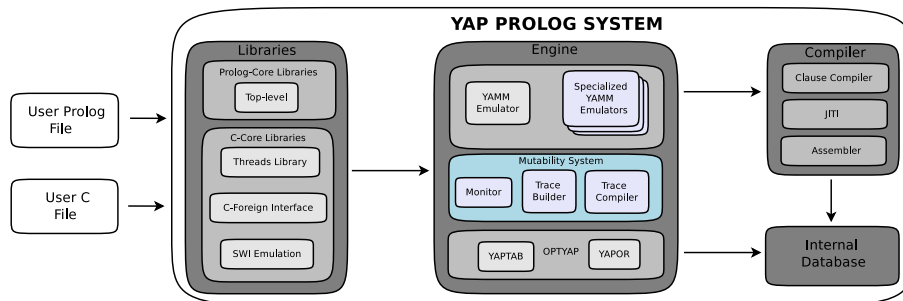 YAP PROLOG SYSTEM
User Prolog
File
User C
File
Libraries
Prolog-Core Libraries
Top-level
C-Core Libraries
Threads Library
C-Foreign Interface
SWI Emulation
Engine
YAMM
Emulator
Specialized
YAMM
Emulators
Mutability System
Monitor
Trace
Builder
Trace
Compiler
YAPTAB
OPTYAP
YAPOR
Compiler
Clause Compiler
JITI
Assembler
Internal
Database